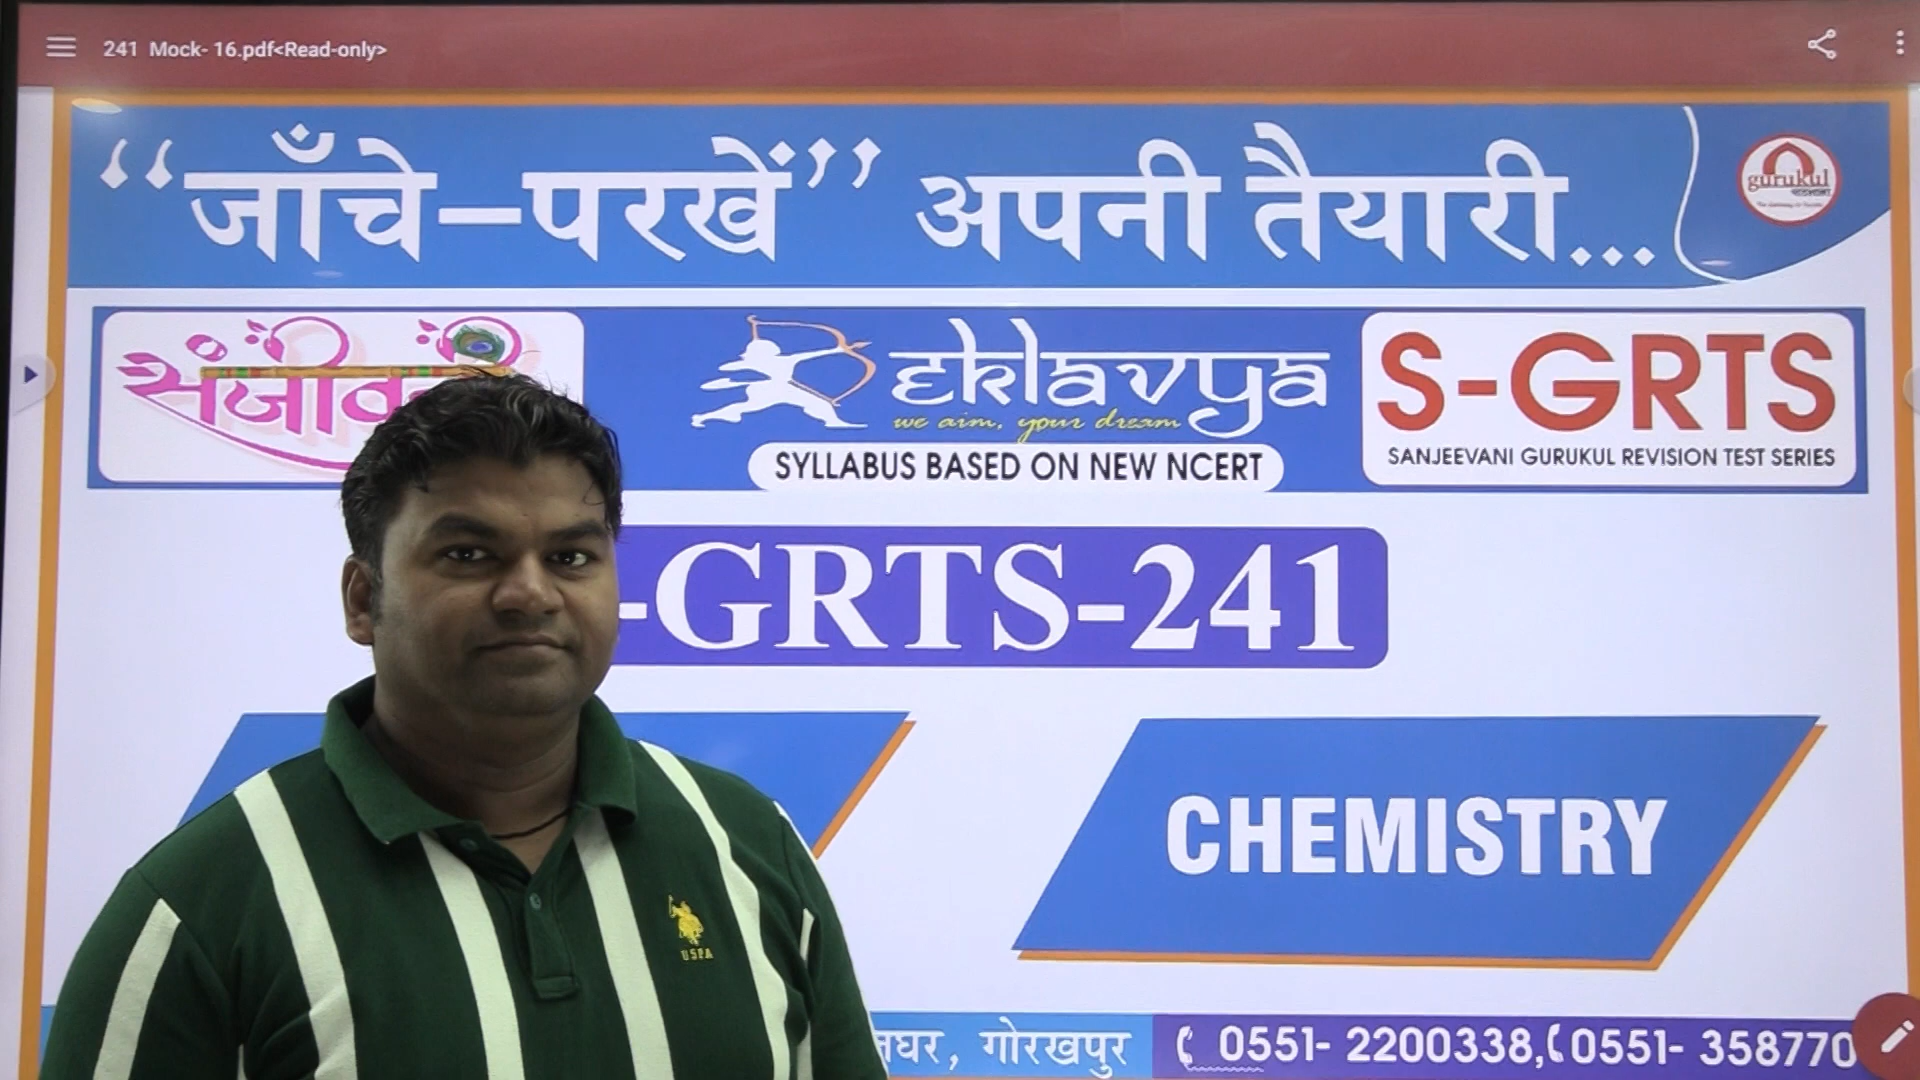 241 Mock- 16.pdf<Read-only>
“जाँचे–परखें” अपनी तैयारी...
gurukul
eklavya
we aim, your dream
SYLLABUS BASED ON NEW NCERT
S-GRTS
SANJEEVANI GURUKUL REVISION TEST SERIES
-GRTS-241
CHEMISTRY
USPA
गोरखपुर
0551- 2200338, 0551- 358770